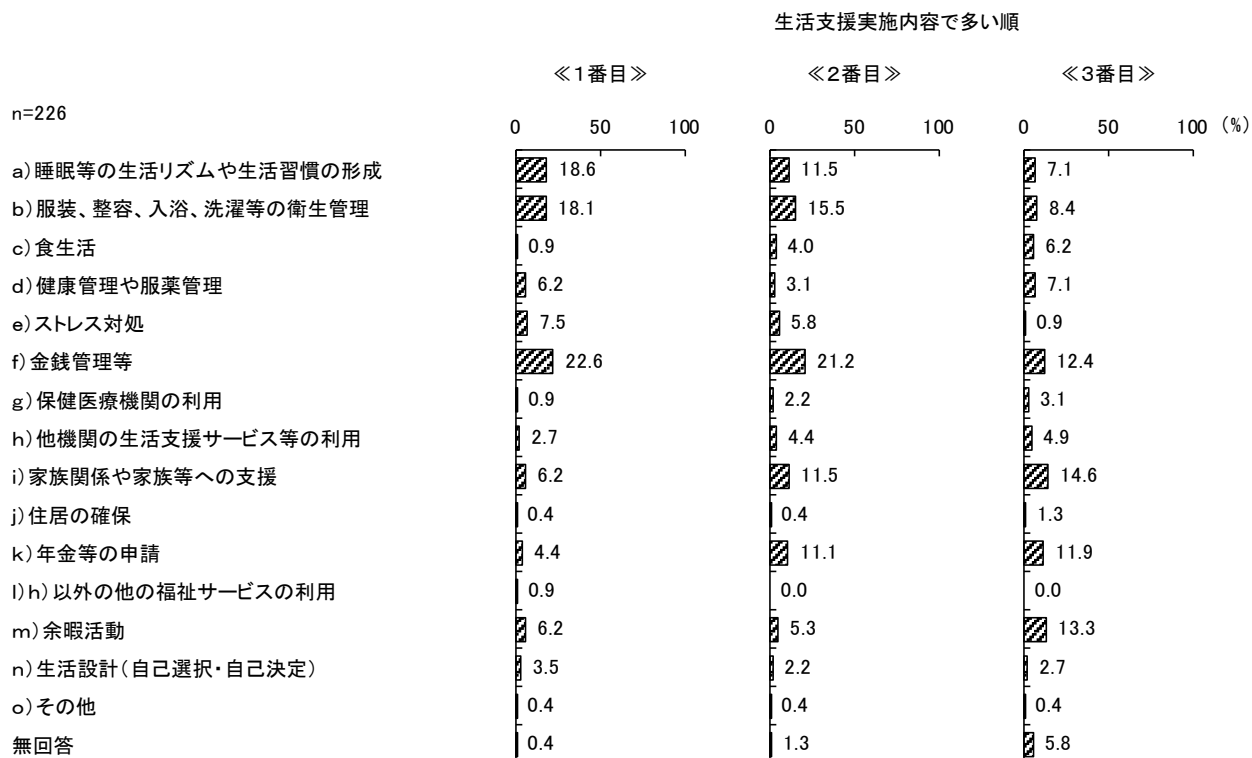 生活支援実施内容で多い順
≪1番目≫ ≪2番目≫ ≪3番目≫
n=226
0 50 100 0 50 100 0 50 100 (%)
a)睡眠等の生活リズムや生活習慣の形成 18.6 11.5 7.1
b)服装、整容、入浴、洗濯等の衛生管理 18.1 15.5 8.4
c)食生活 0.9 4.0 6.2
d)健康管理や服薬管理 6.2 3.1 7.1
e)ストレス対処 7.5 5.8 0.9
f)金銭管理等 22.6 21.2 12.4
g)保健医療機関の利用 0.9 2.2 3.1
h)他機関の生活支援サービス等の利用 2.7 4.4 4.9
i)家族関係や家族等への支援 6.2 11.5 14.6
j)住居の確保 0.4 0.4 1.3
k)年金等の申請 4.4 11.1 11.9
l)h)以外の他の福祉サービスの利用 0.9 0.0 0.0
m)余暇活動 6.2 5.3 13.3
n)生活設計(自己選択・自己決定) 3.5 2.2 2.7
o)その他 0.4 0.4 0.4
無回答 0.4 1.3 5.8